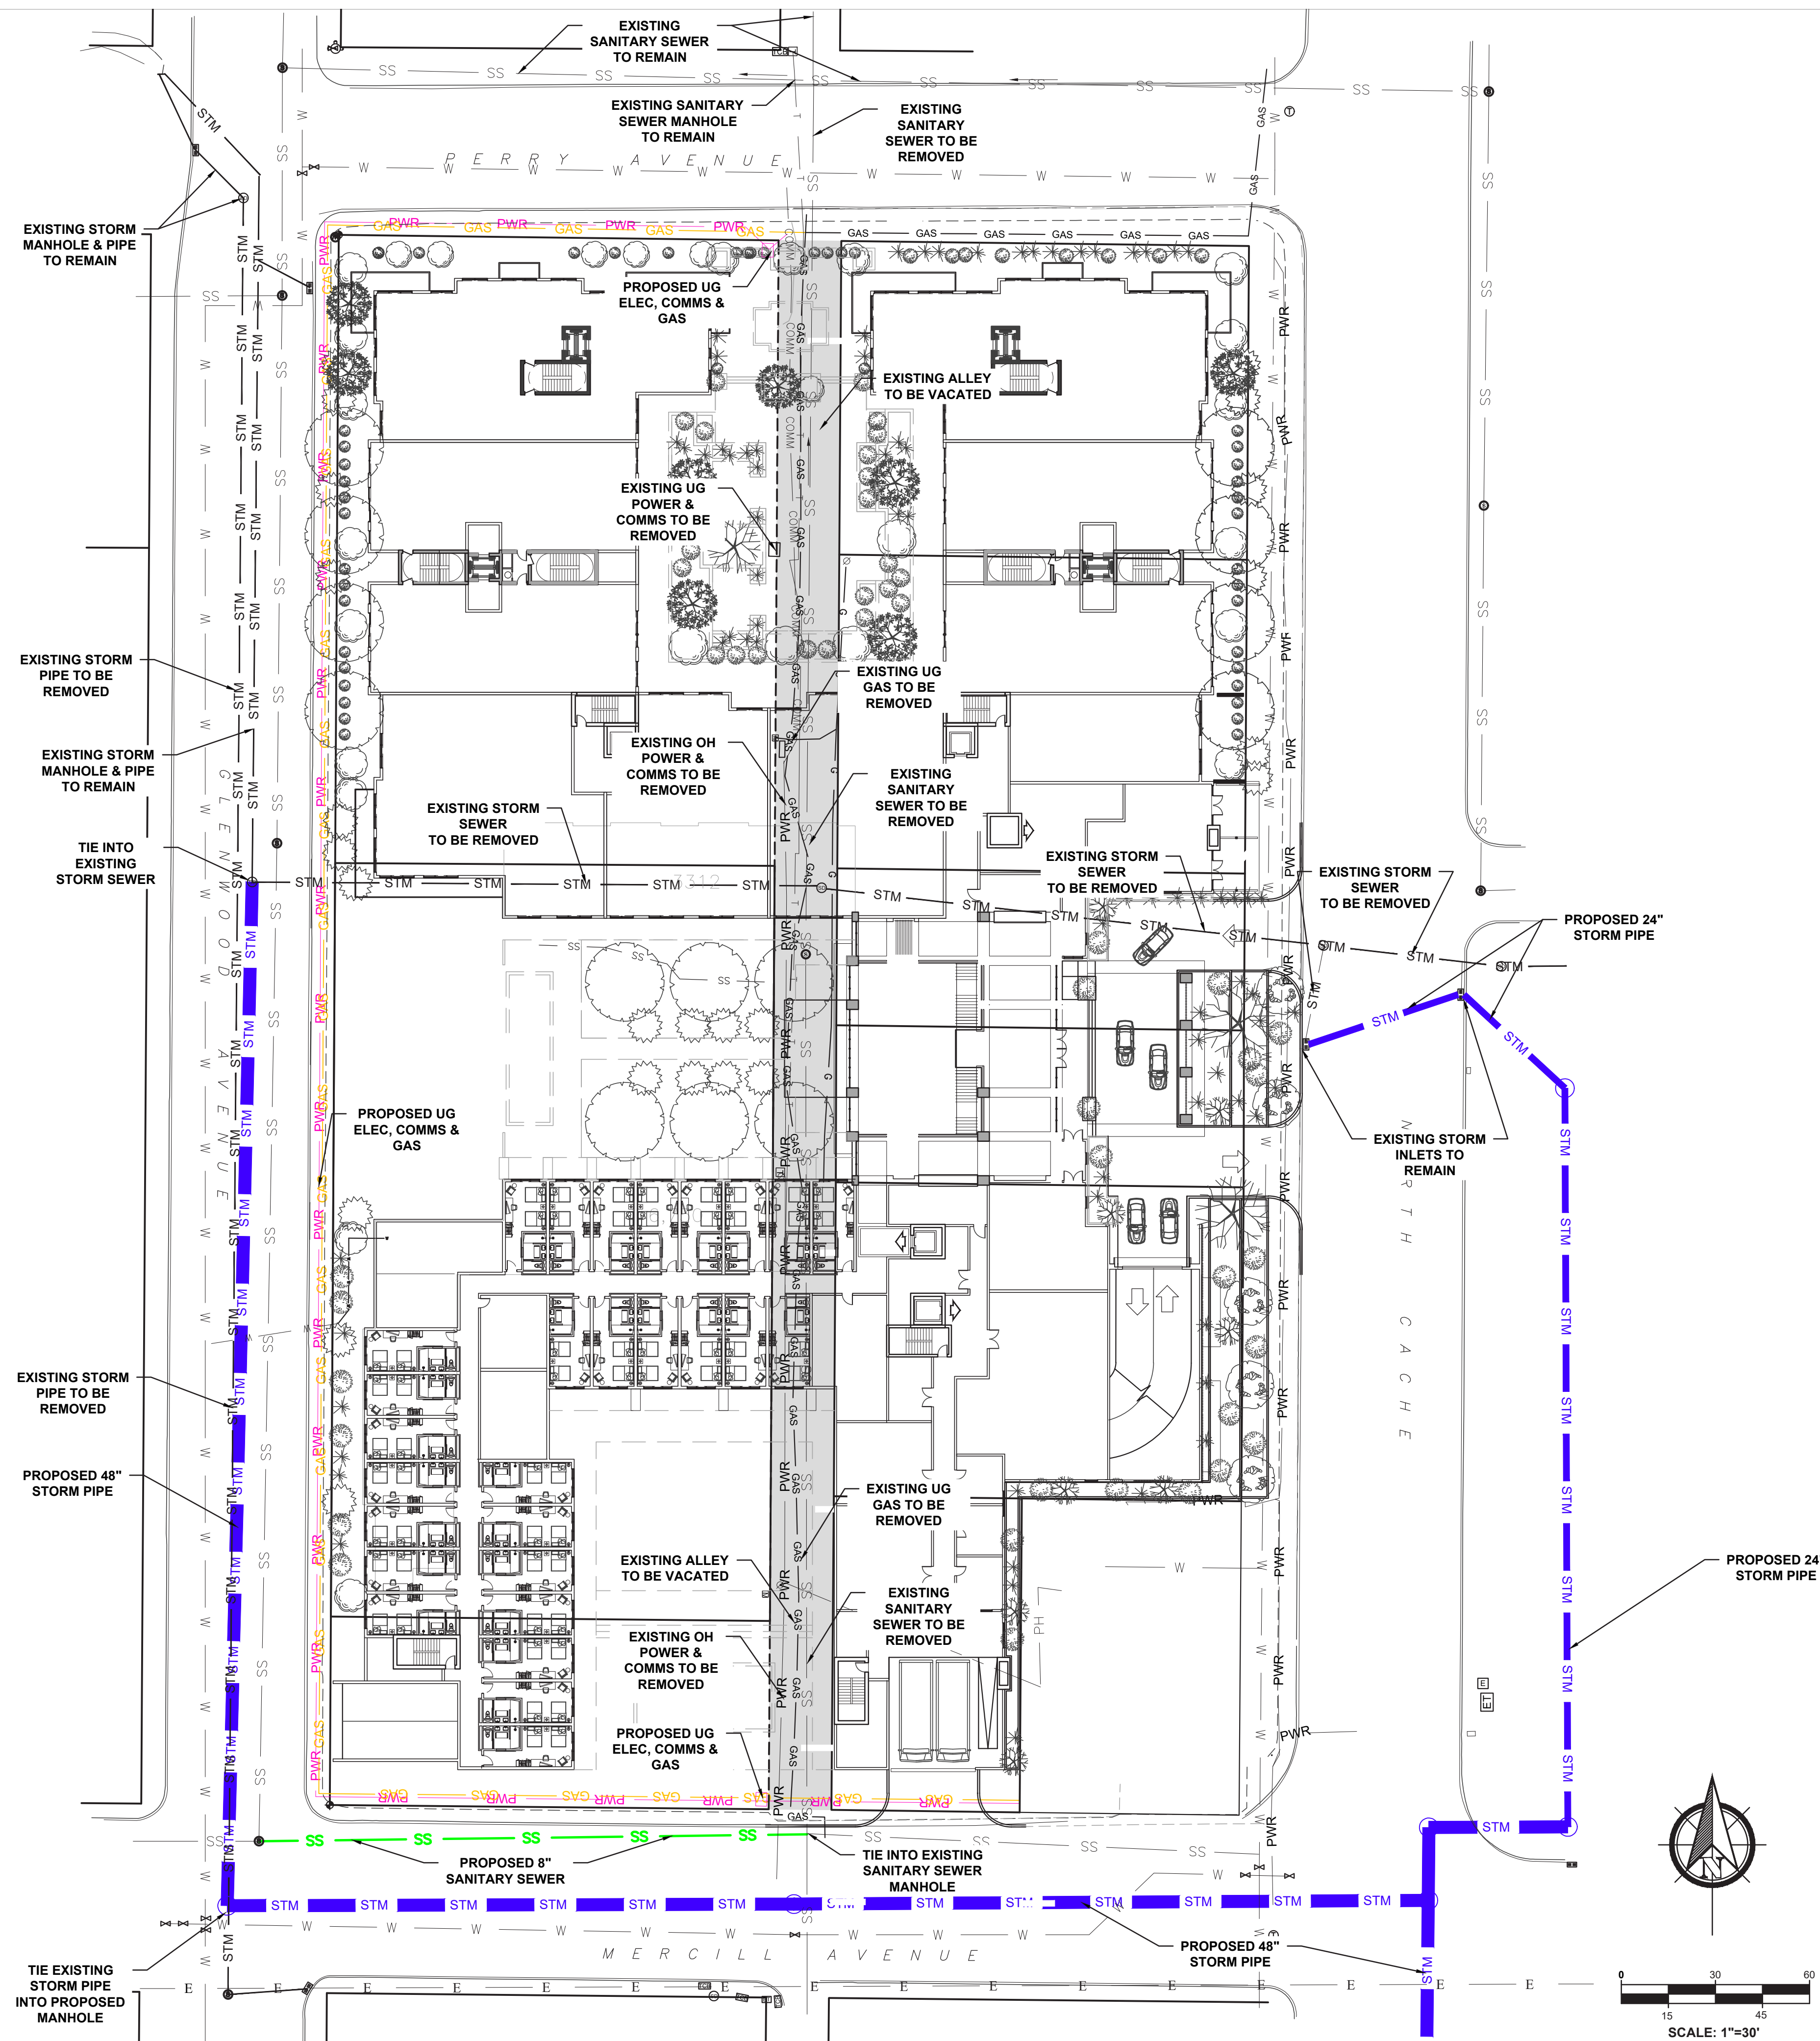 EXISTING
SANITARY SEWER
TO REMAIN
EXISTING SANITARY
SEWER MANHOLE
TO REMAIN
EXISTING
SANITARY
SEWER TO BE
REMOVED
PERRY AVENUE
EXISTING STORM
MANHOLE & PIPE
TO REMAIN
PROPOSED UG
ELEC, COMMS &
GAS
EXISTING ALLEY
TO BE VACATED
EXISTING UG
POWER &
COMMS TO BE
REMOVED
EXISTING STORM
PIPE TO BE
REMOVED
EXISTING UG
GAS TO BE
REMOVED
EXISTING STORM
MANHOLE & PIPE
TO REMAIN
EXISTING OH
POWER &
COMMS TO BE
REMOVED
EXISTING
SANITARY
SEWER TO BE
REMOVED
EXISTING STORM
SEWER
TO BE REMOVED
TIE INTO
EXISTING
STORM SEWER
GLENWOOD AVENUE
3312
EXISTING STORM
SEWER
TO BE REMOVED
EXISTING STORM
SEWER
TO BE REMOVED
PROPOSED 24"
STORM PIPE
EXISTING STORM
INLETS TO
REMAIN
NORTH CACHE
PROPOSED UG
ELEC, COMMS &
GAS
EXISTING STORM
PIPE TO BE
REMOVED
PROPOSED 48"
STORM PIPE
EXISTING UG
GAS TO BE
REMOVED
EXISTING ALLEY
TO BE VACATED
EXISTING
SANITARY
SEWER TO BE
REMOVED
PROPOSED 24
STORM PIPE
EXISTING OH
POWER &
COMMS TO BE
REMOVED
PROPOSED UG
ELEC, COMMS &
GAS
PH
E
ET
PROPOSED 8"
SANITARY SEWER
TIE INTO EXISTING
SANITARY SEWER
MANHOLE
MERCILL AVENUE
PROPOSED 48"
STORM PIPE
TIE EXISTING
STORM PIPE
INTO PROPOSED
MANHOLE
STM
SS
W
GAS
PWR
COMM
G
T
E
N
0 30 60
15 45
SCALE: 1"=30'